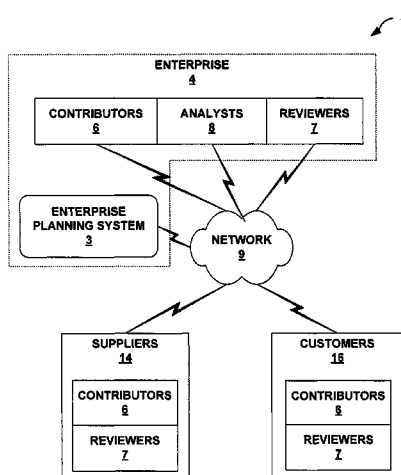 ENTERPRISE
4
CONTRIBUTORS
6
ANALYSTS
8
REVIEWERS
7
ENTERPRISE
PLANNING SYSTEM
3
NETWORK
9
SUPPLIERS
14
CONTRIBUTORS
6
REVIEWERS
7
CUSTOMERS
16
CONTRIBUTORS
6
REVIEWERS
7